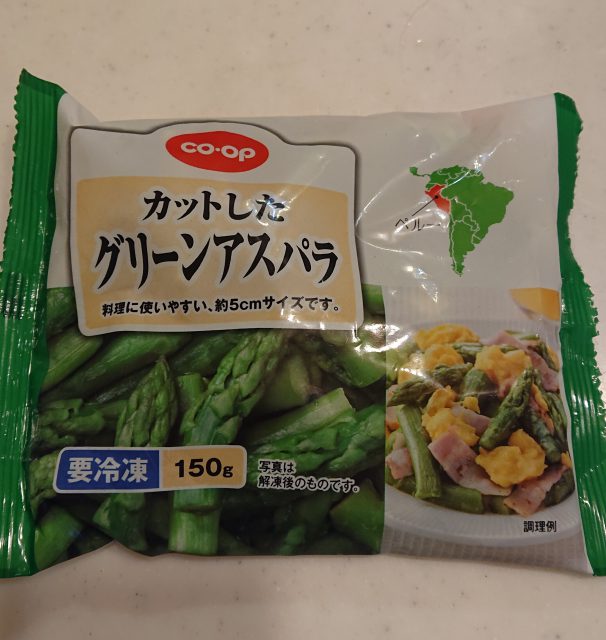 CO·OP
カットした
グリーンアスパラ
料理に使いやすい、約5cmサイズです。
ペルー
要冷凍
150g
写真は
解凍後のものです。
調理例